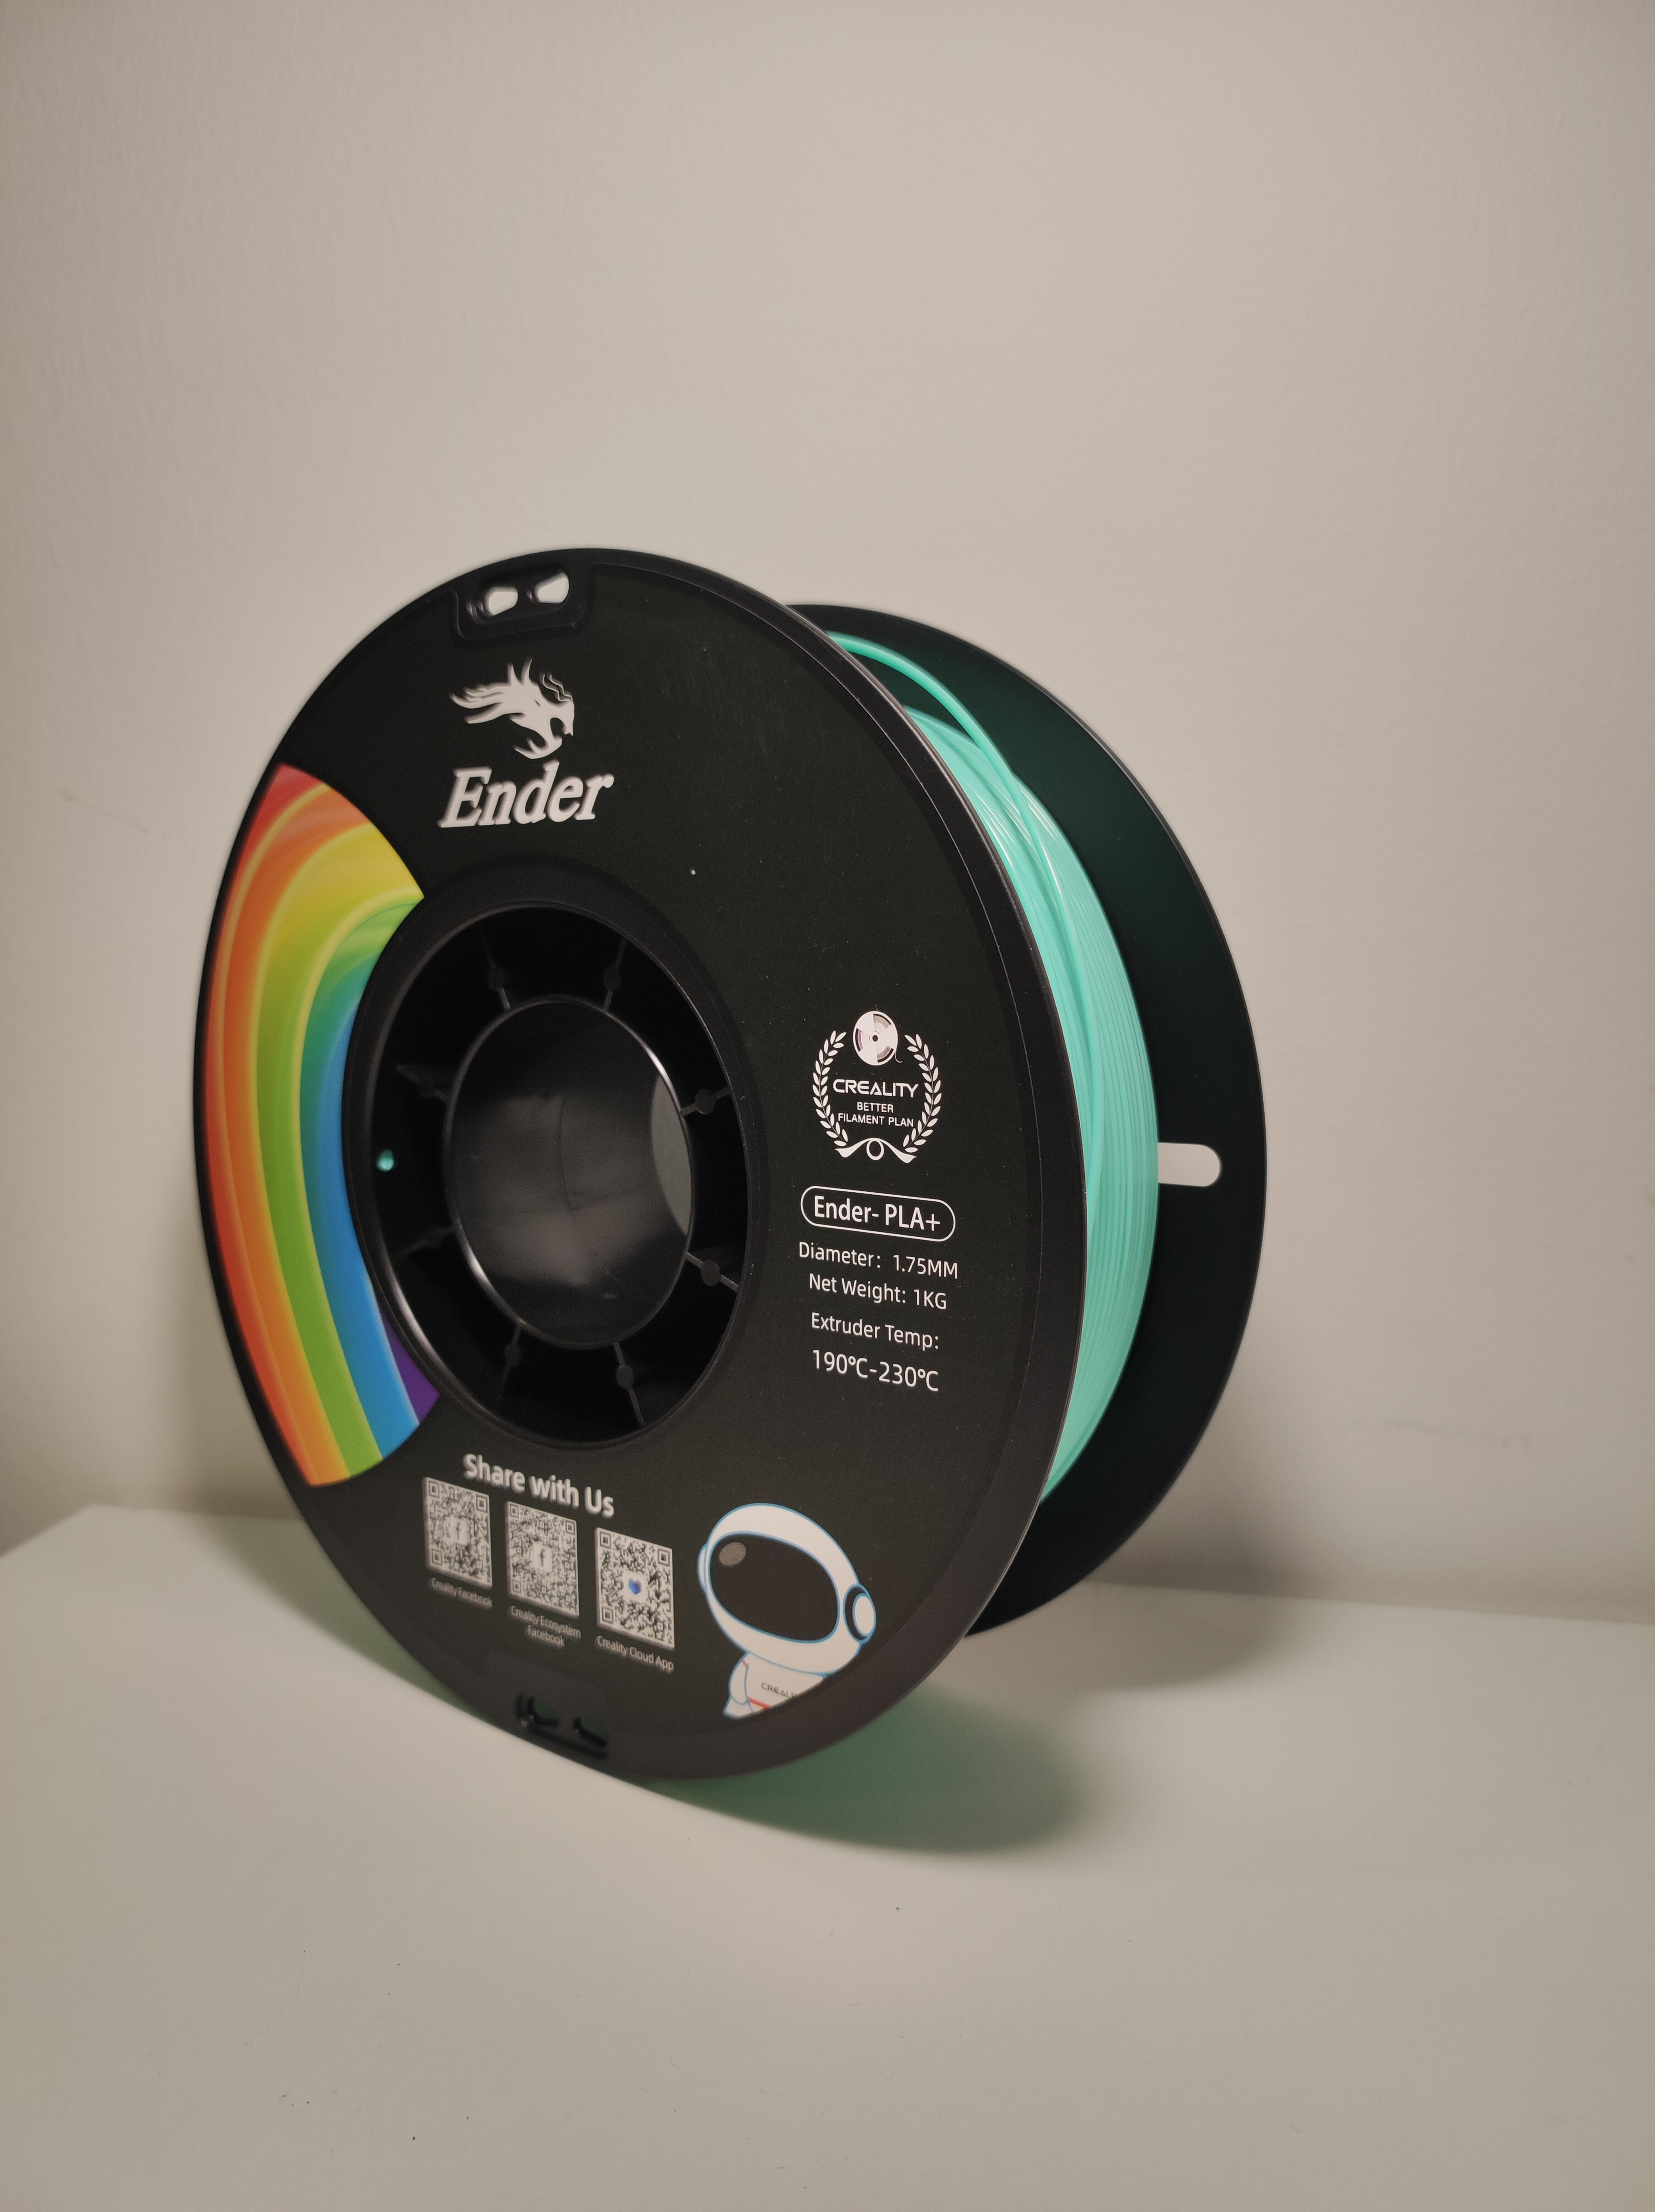 Ender
CREALITY
BETTER
FILAMENT PLAN
Ender- PLA+
Diameter: 1.75MM
Net Weight: 1KG
Extruder Temp:
190℃-230℃
Share with Us
Creality Facebook
Creality Ecosystem
Facebook
Creality Cloud App